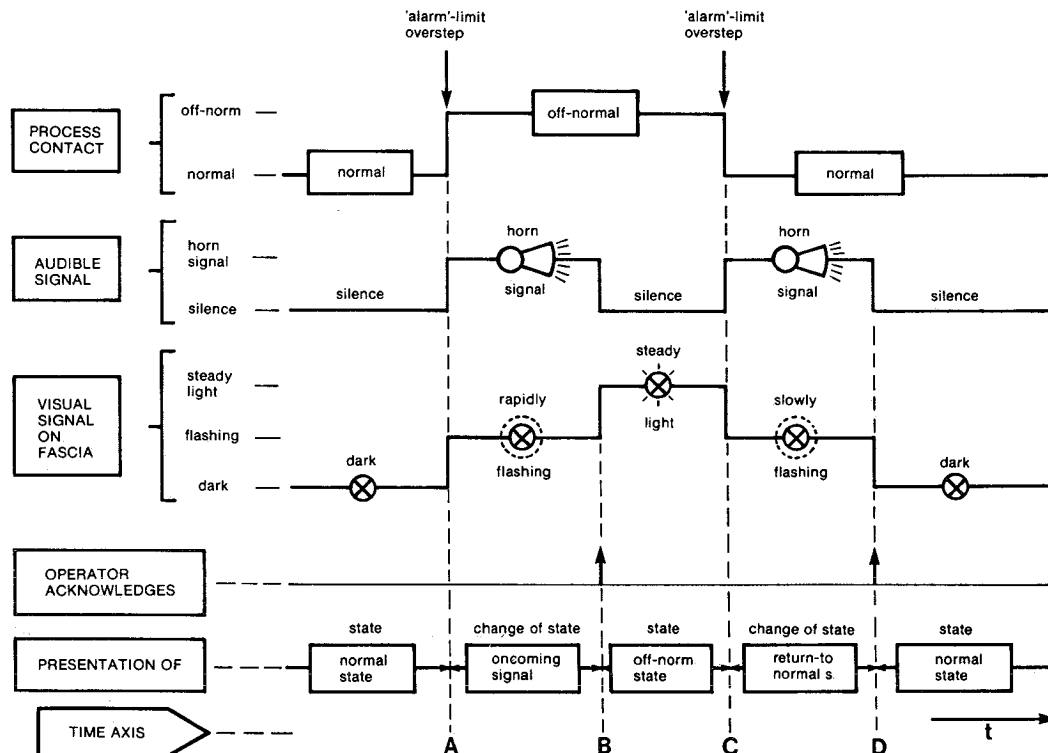 'alarm'-limit
overstep
'alarm'-limit
overstep
PROCESS
CONTACT
off-norm
normal
normal
off-normal
normal
AUDIBLE
SIGNAL
horn
signal
silence
silence
horn
signal
silence
horn
signal
silence
VISUAL
SIGNAL
ON
FASCIA
steady
light
flashing
dark
dark
rapidly
flashing
steady
light
slowly
flashing
dark
OPERATOR
ACKNOWLEDGES
PRESENTATION OF
state
normal
state
change of state
oncoming
signal
state
off-norm
state
change of state
return-to
normal s.
state
normal
state
TIME AXIS
A
B
C
D
t